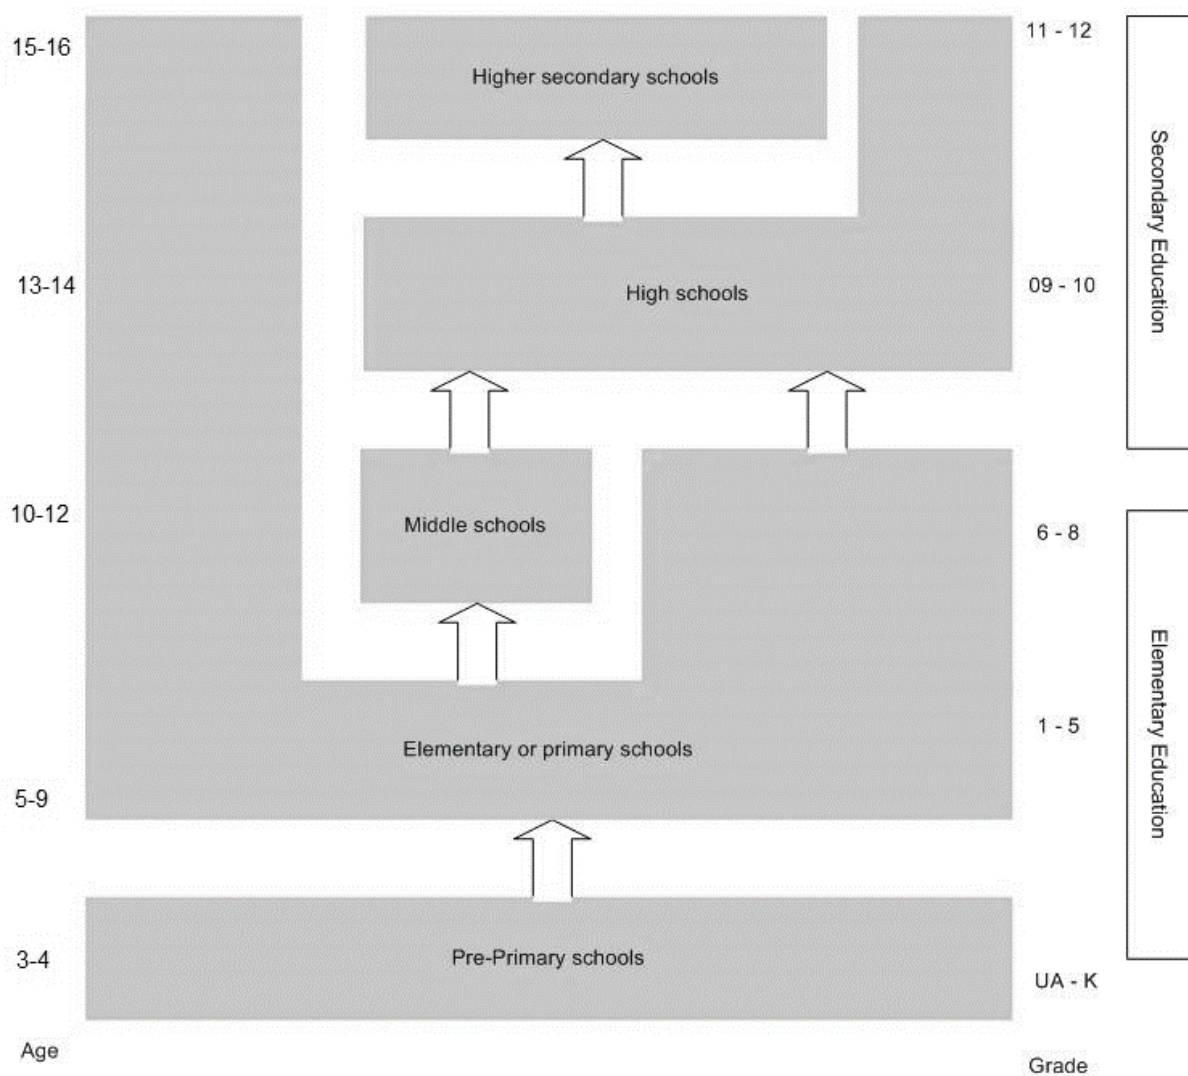 15-16
Higher secondary schools
11 - 12
Secondary Education
13-14
High schools
09 - 10
10-12
Middle schools
6 - 8
Elementary Education
1 - 5
Elementary or primary schools
5-9
3-4
Pre-Primary schools
UA - K
Age
Grade